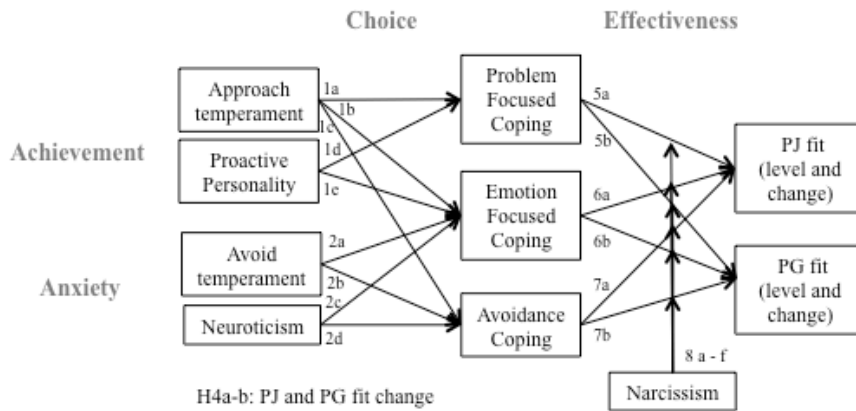 Choice
Effectiveness
Achievement
Anxiety
Approach
temperament
Proactive
Personality
Avoid
temperament
Neuroticism
1a
1b
1c
1d
1e
2a
2b
2c
2d
Problem
Focused
Coping
Emotion
Focused
Coping
Avoidance
Coping
5a
5b
6a
6b
7a
7b
PJ fit
(level and
change)
PG fit
(level and
change)
8 a - f
Narcissism
H4a-b: PJ and PG fit change